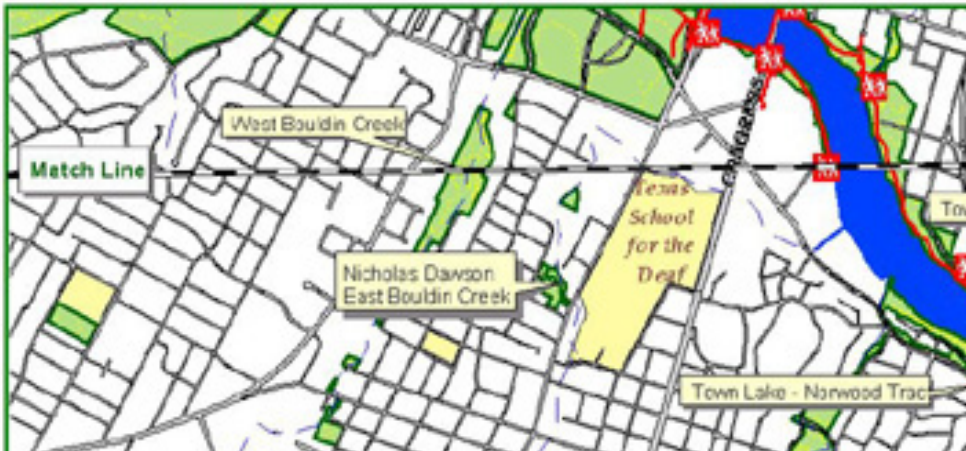 West Bouldin Creek
Match Line
CONGRESS
Texas
School
for the
Deaf
Tow
Nicholas Dawson
East Bouldin Creek
Town Lake - Norwood Trac